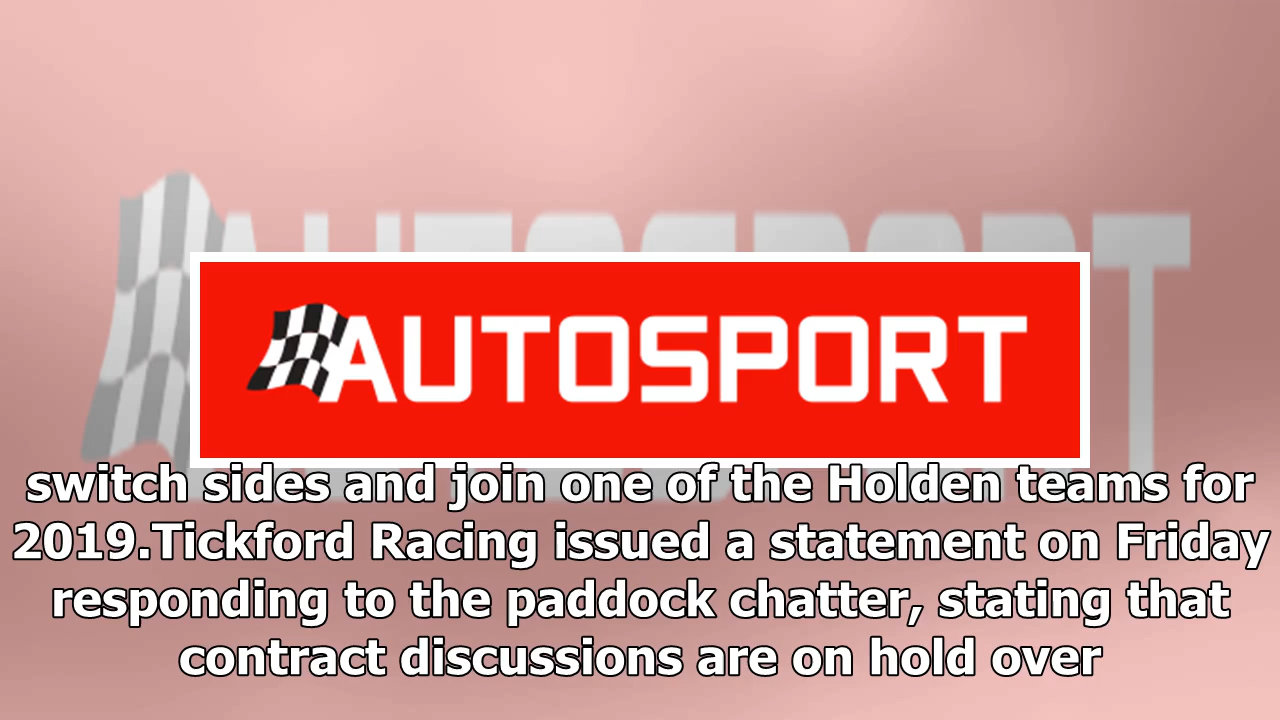 AUTOSPORT
switch sides and join one of the Holden teams for
2019.Tickford Racing issued a statement on Friday
responding to the paddock chatter, stating that
contract discussions are on hold over